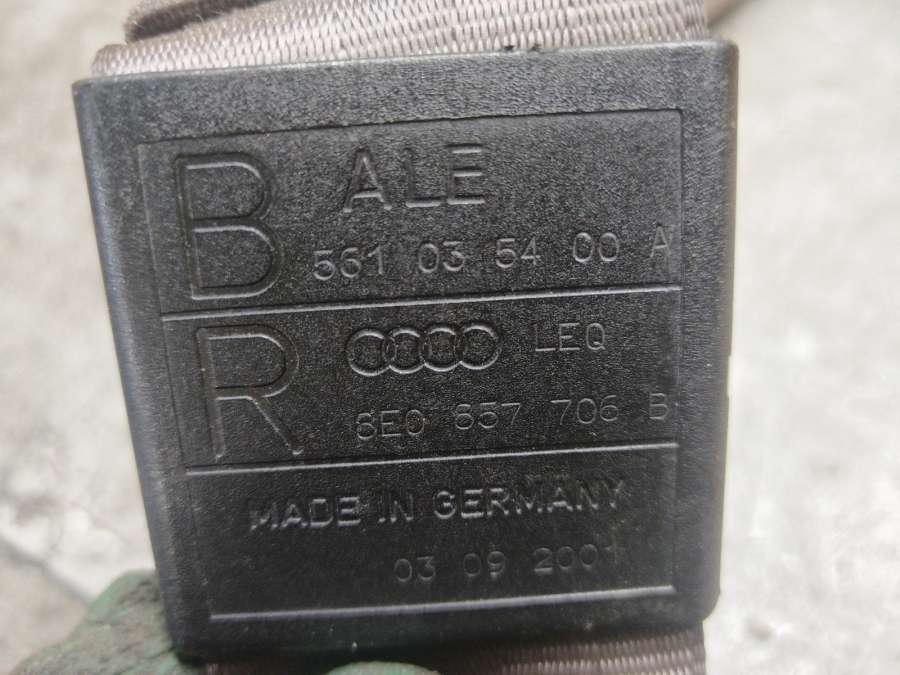 B ALE
561 03 54 00 A
R LEQ
8E0 857 706 B
MADE IN GERMANY
03 09 2001